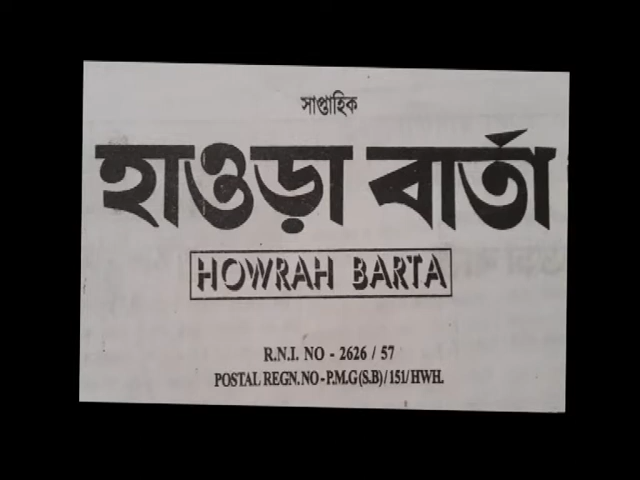 সাপ্তাহিক
হাওড়া বার্তা
HOWRAH BARTA
R.N.I. NO - 2626 / 57
POSTAL REGN. NO - P.M.G (S.B) / 151 / HWH.